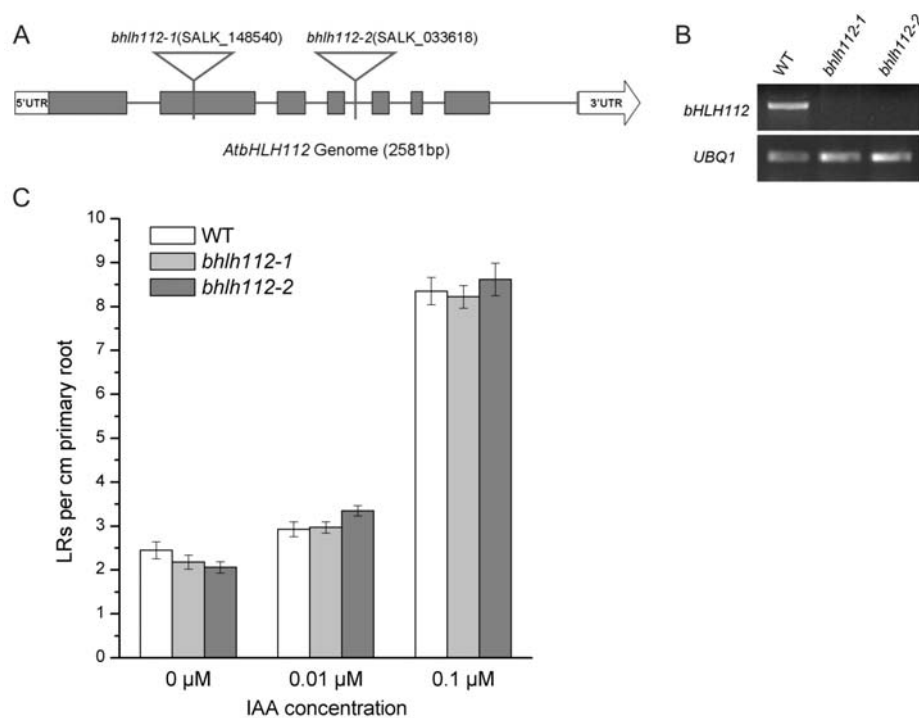 A
bhlh112-1(SALK_148540)
bhlh112-2(SALK_033618)
5'UTR
3'UTR
AtbHLH112 Genome (2581bp)
B
WT
bhlh112-1
bhlh112-2
bHLH112
UBQ1
C
LRs per cm primary root
10
9
8
7
6
5
4
3
2
1
0
WT
bhlh112-1
bhlh112-2
0 µM
0.01 µM
0.1 µM
IAA concentration